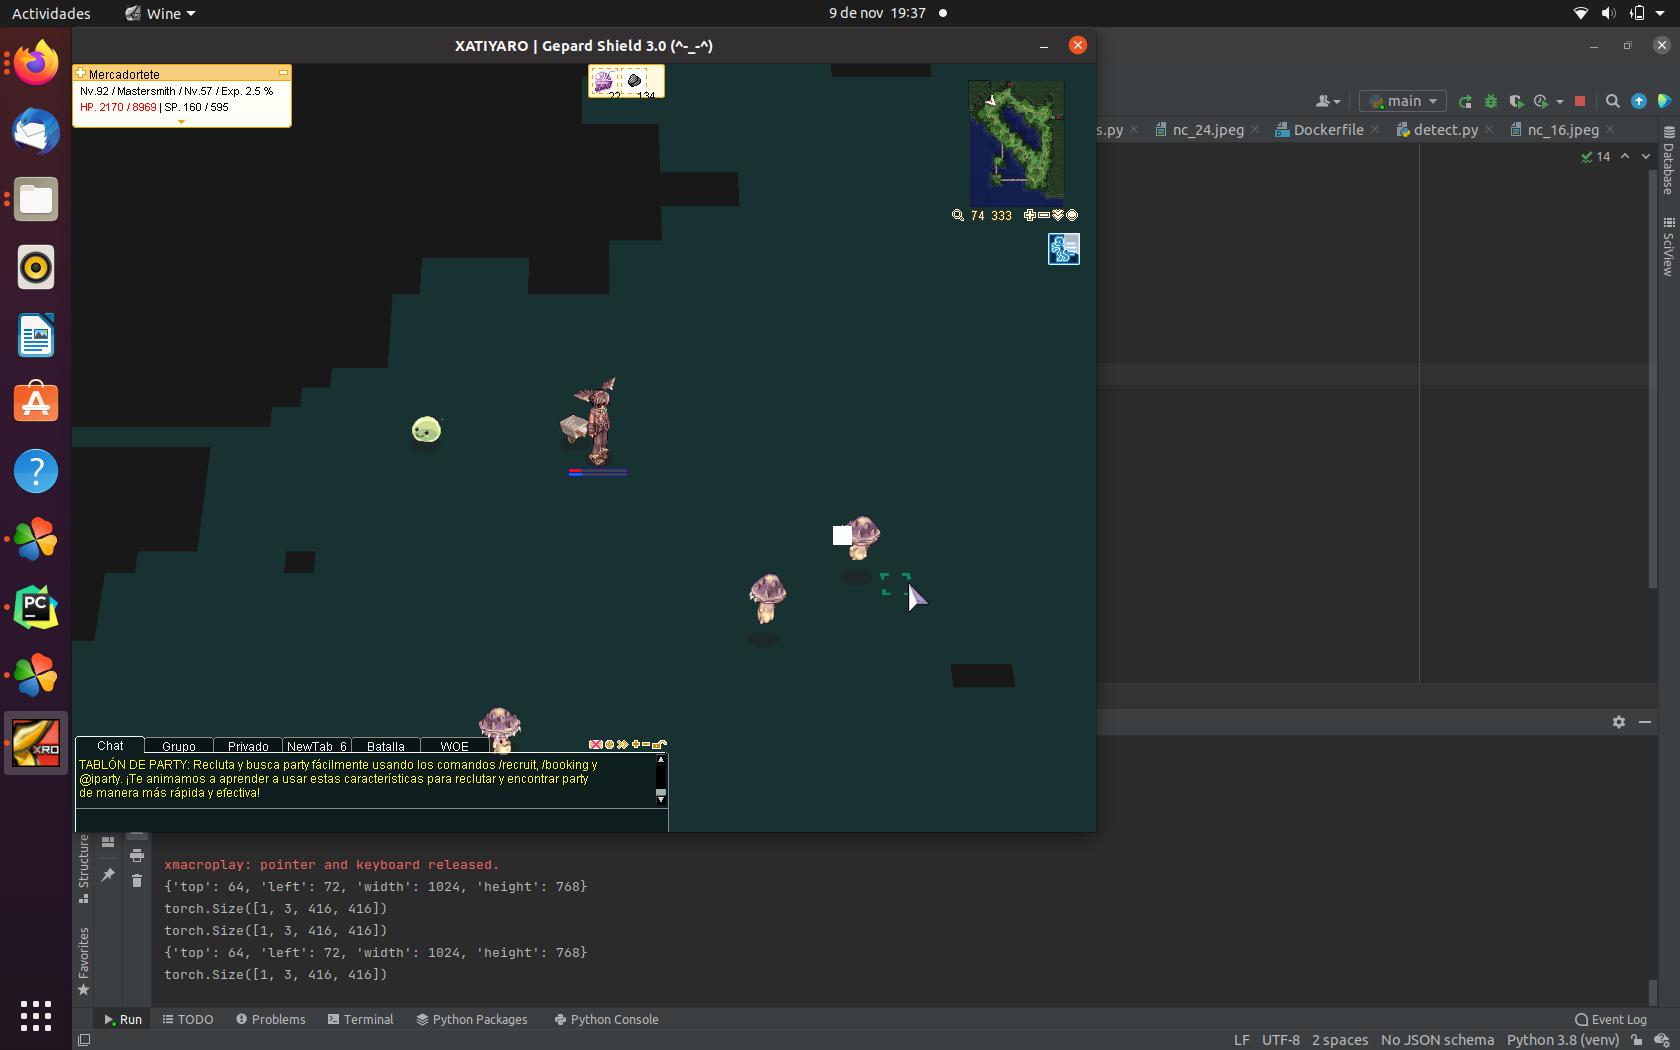 Actividades
Wine
9 de nov 19:37
XATIYARO | Gepard Shield 3.0 (^-_-^)
Mercadortete
Nv.92 / Mastersmith / Nv.57 / Exp. 2.5 %
HP. 2170 / 8969 | SP. 160 / 595
22 134
74 333
main
s.py
nc_24.jpeg
Dockerfile
detect.py
nc_16.jpeg
14
Database
SciView
PC
XRO
Chat
Grupo
Privado
NewTab_6
Batalla
WOE
TABLÓN DE PARTY: Recluta y busca party fácilmente usando los comandos /recruit, /booking y
@iparty. ¡Te animamos a aprender a usar estas características para reclutar y encontrar party
de manera más rápida y efectiva!
Structure
Favorites
xmacroplay: pointer and keyboard released.
{'top': 64, 'left': 72, 'width': 1024, 'height': 768}
torch.Size([1, 3, 416, 416])
torch.Size([1, 3, 416, 416])
{'top': 64, 'left': 72, 'width': 1024, 'height': 768}
torch.Size([1, 3, 416, 416])
Run
TODO
Problems
Terminal
Python Packages
Python Console
Event Log
LF
UTF-8
2 spaces
No JSON schema
Python 3.8 (venv)